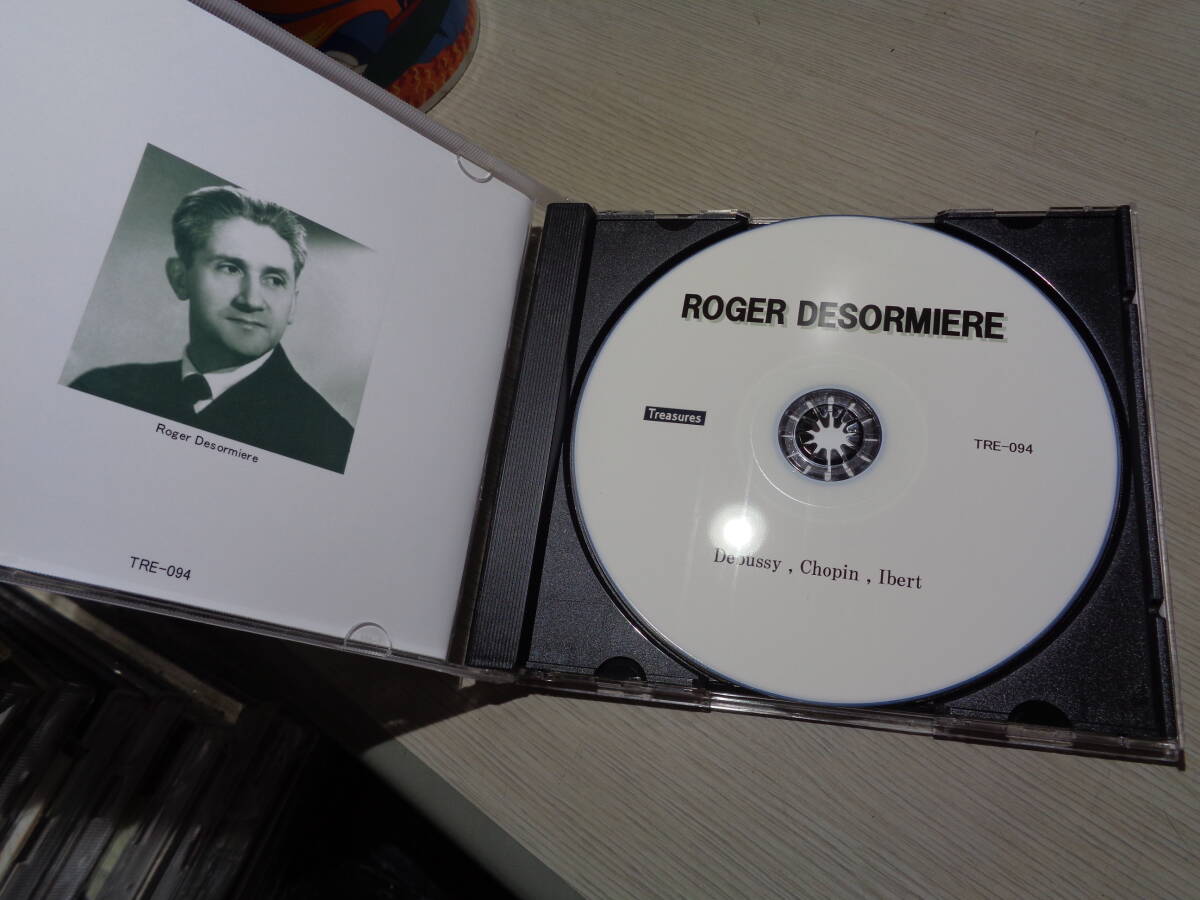 Roger Desormiere
TRE-094
ROGER DESORMIERE
Treasures
TRE-094
Debussy , Chopin , Ibert